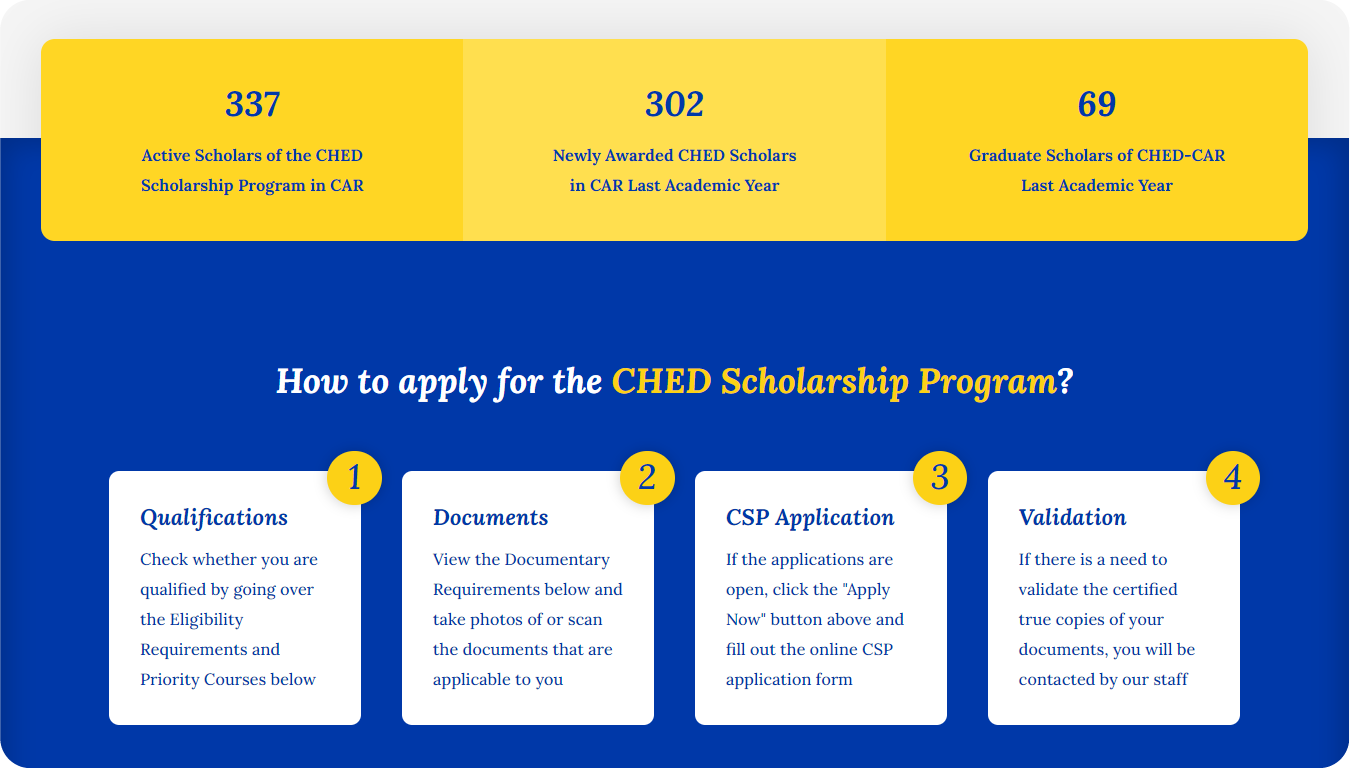 337
Active Scholars of the CHED
Scholarship Program in CAR
302
Newly Awarded CHED Scholars
in CAR Last Academic Year
69
Graduate Scholars of CHED-CAR
Last Academic Year
How to apply for the CHED Scholarship Program?
1
Qualifications
Check whether you are
qualified by going over
the Eligibility
Requirements and
Priority Courses below
2
Documents
View the Documentary
Requirements below and
take photos of or scan
the documents that are
applicable to you
3
CSP Application
If the applications are
open, click the "Apply
Now" button above and
fill out the online CSP
application form
4
Validation
If there is a need to
validate the certified
true copies of your
documents, you will be
contacted by our staff